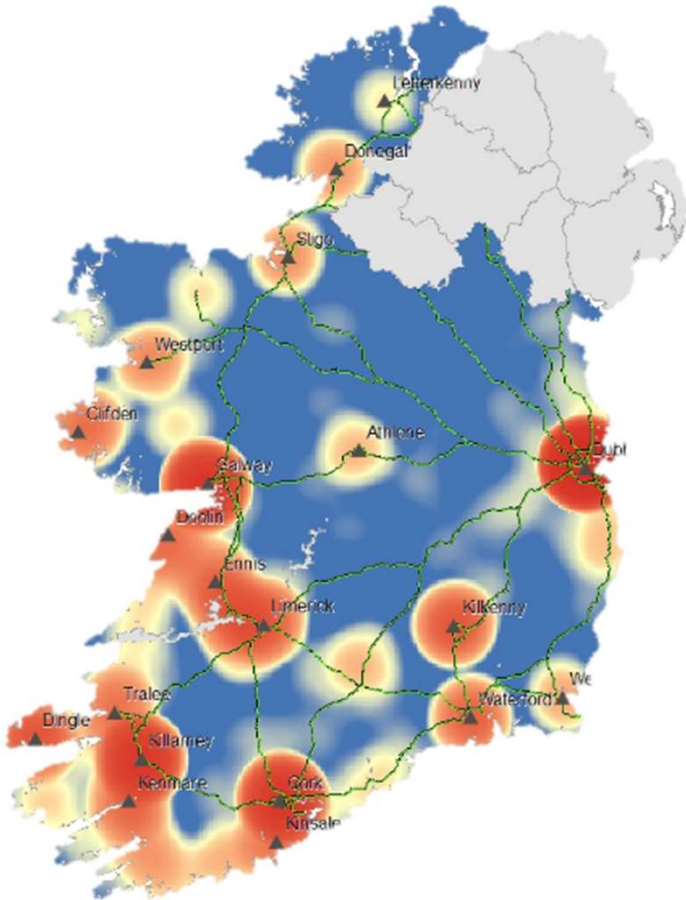 Letterkenny
Donegal
Sligo
Westport
Clifden
Athlone
Galway
Dubl
Doolin
Ennis
Limerick
Kilkenny
We
Tralee
Waterford
Dingle
Killarney
Kenmare
Cork
Kinsale